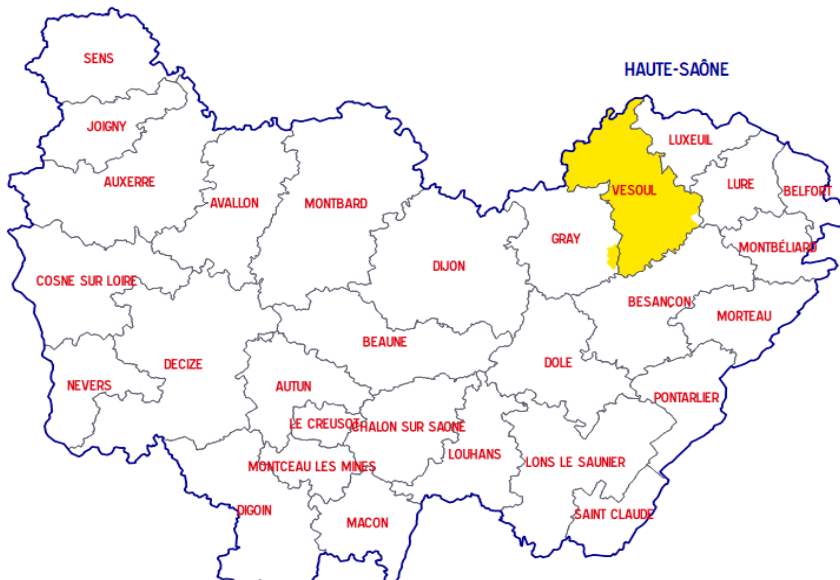 SENS
HAUTE-SAÔNE
JOIGNY
LUXEUIL
AUXERRE
LURE
VESOUL
BELFORT
AVALLON
MONTBARD
GRAY
MONTBÉLIARD
DIJON
COSNE SUR LOIRE
BESANÇON
MORTEAU
BEAUNE
DECIZE
DOLE
NEVERS
AUTUN
PONTARLIER
LE CREUSOT
CHALON SUR SAONE
LOUHANS
LONS LE SAUNIER
MONTCEAU LES MINES
DIGOIN
SAINT CLAUDE
MACON